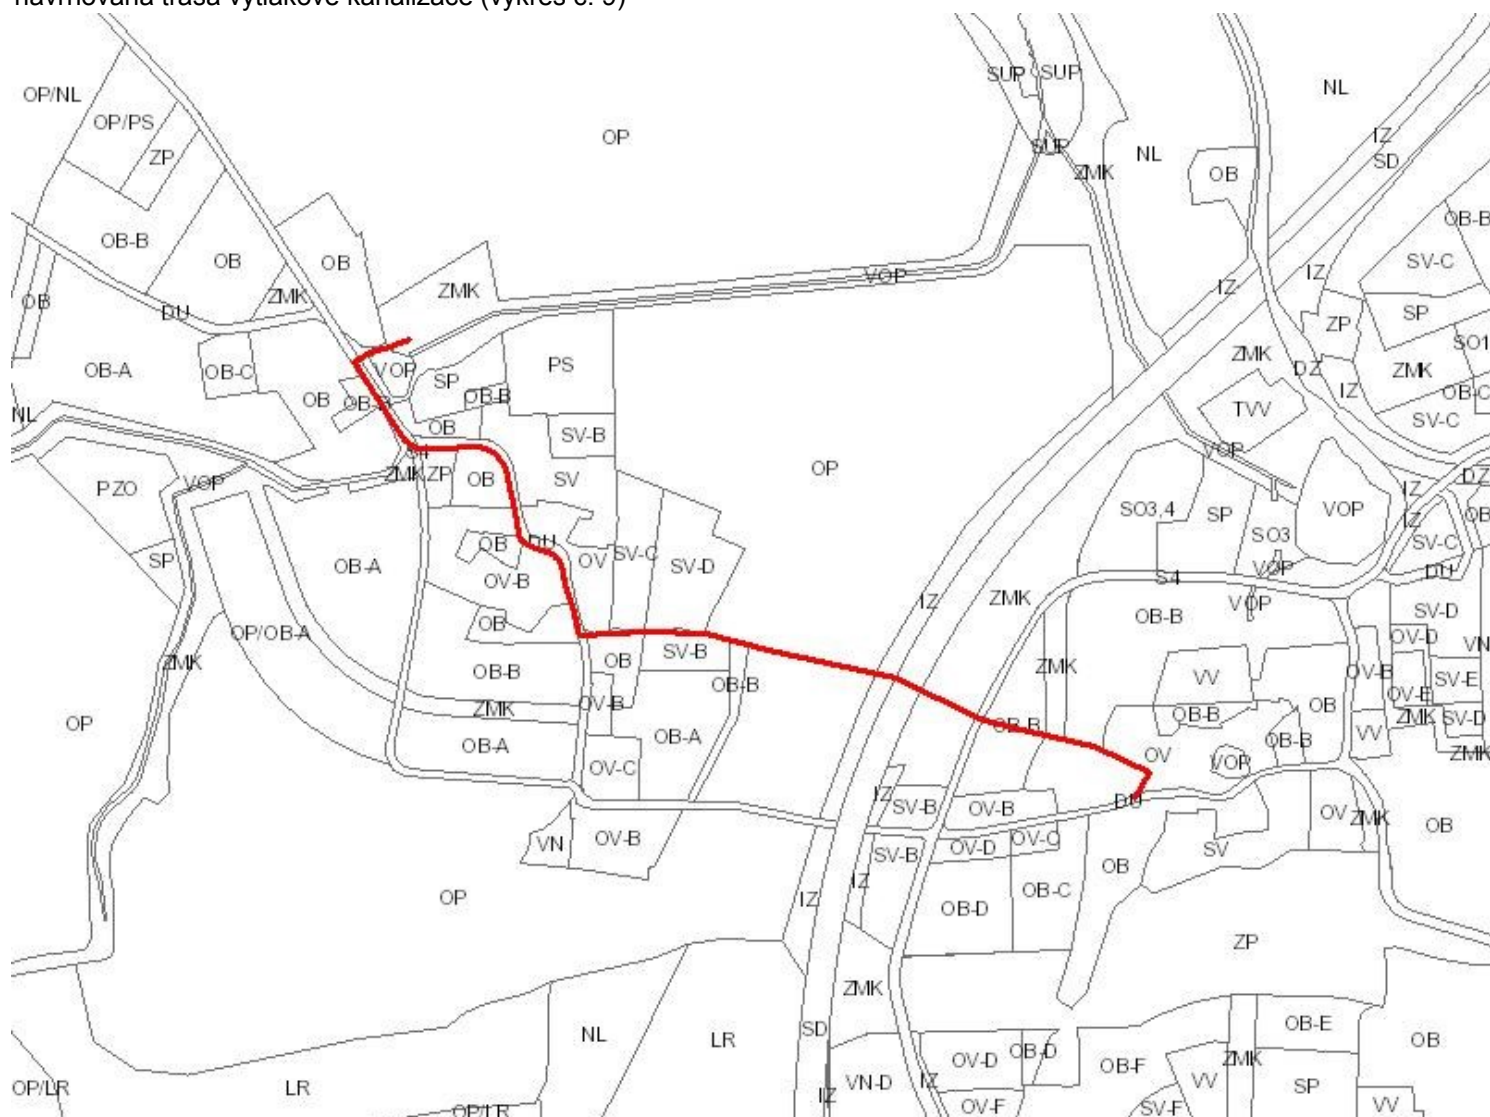 navrhovaná trasa výtlakové kanalizace (výkres č. 9)
SUP SUP
OP/NL NL
OP/PS
OP IZ
ZP SUP NL SD
ZMK OB
OB-B
OB-B
OB OB SV-C
VOP IZ
ZMK ZMK IZ
OB DU SP
ZP
SO1
ZMK
PS DZ ZMK
OB-A OB-C VOP
SP IZ
OB OB-B OB-B OB-C
TVV
NL OB SV-C
SV-B
S4 VOP
OP
ZMK ZP OB SV DZ
PZO VOP IZ
SO3,4 SP VOP OB
IZ
SO3
OB DU SV-C
SP OV SV-C
OB-A SV-D VOP DU
OV-B S4
IZ ZMK VOP
OB-B SV-D
OB
OP/OB-A OV-D
VN
ZMK OB SV-B ZMK
OB-B OV-B
VV SV-E
OB-B
OV-E
ZMK OV-B OB
OB-B
ZMK SV-D
OP OB-B
OB-A OB-A OB-B VV
OV ZMK
OV-C VOP
IZ
DU
SV-B OV-B
OV ZMK OB
VN OV-B OV-C
OV-D SV
SV-B
OB
IZ
OB-C
OP IZ
OB-D
ZP
ZMK
OB-E
NL LR SD
OB
OB-D
OV-D ZMK
OB-F
OP/LR LR VN-D IZ VV SP
IZ
OP/LR OV-F SV-F VV